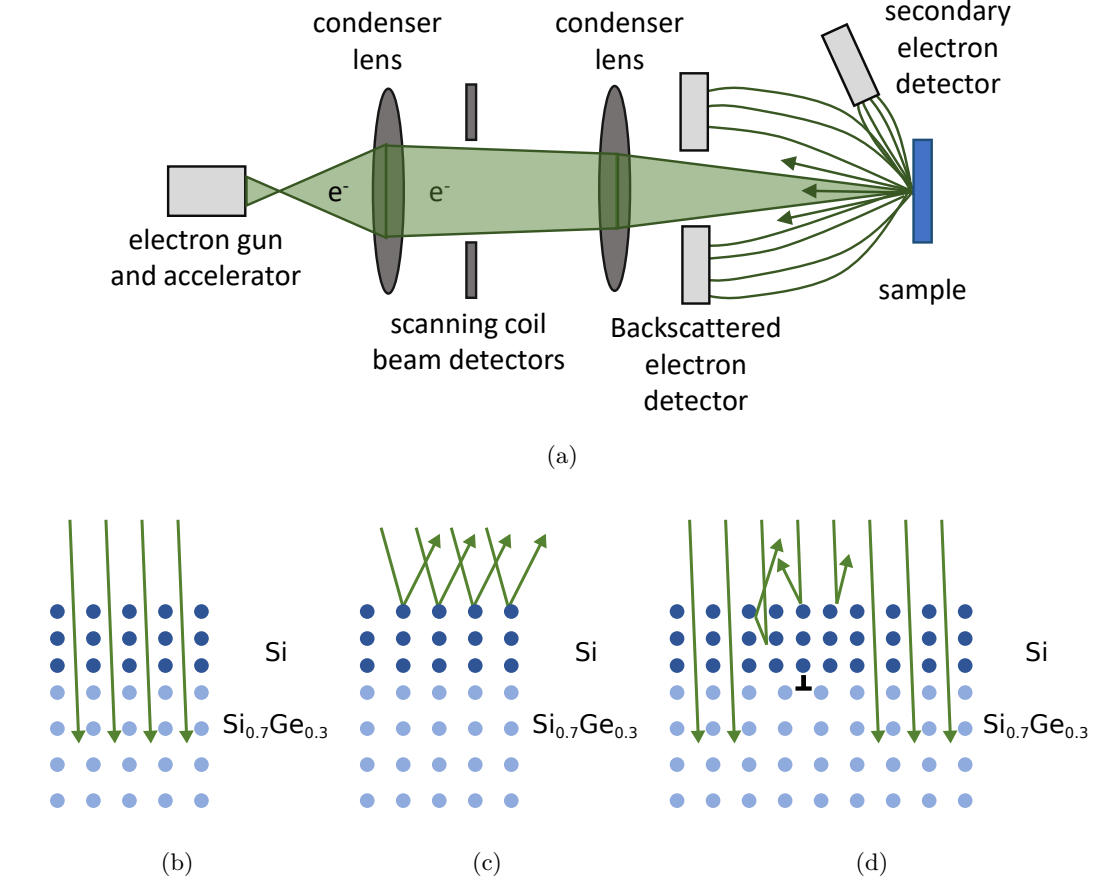 condenser
lens
condenser
lens
secondary
electron
detector
e-
e-
electron gun
and accelerator
scanning coil
beam detectors
Backscattered
electron
detector
sample
(a)
Si
Si0.7Ge0.3
Si
Si0.7Ge0.3
Si
Si0.7Ge0.3
(b)
(c)
(d)